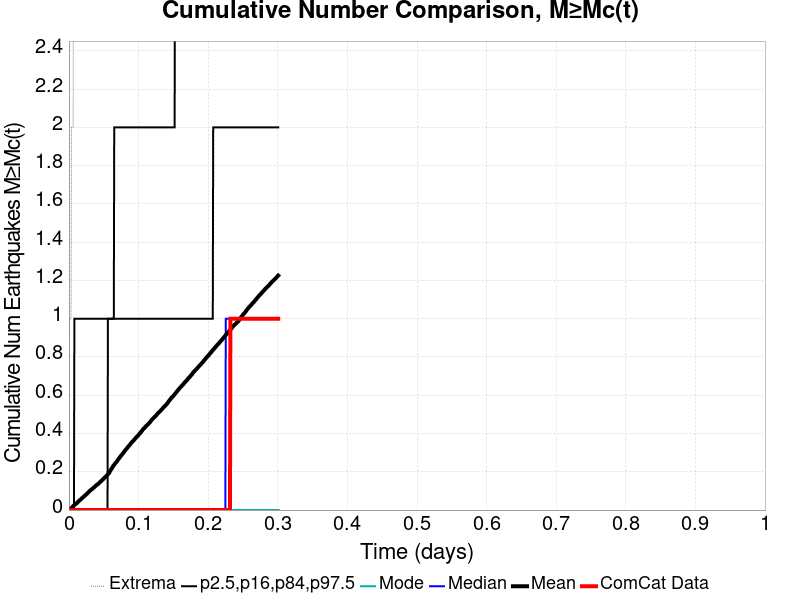 Cumulative Number Comparison, M≥Mc(t)
Cumulative Num Earthquakes M≥Mc(t)
2.4
2.2
2
1.8
1.6
1.4
1.2
1
0.8
0.6
0.4
0.2
0
0 0.1 0.2 0.3 0.4 0.5 0.6 0.7 0.8 0.9 1
Time (days)
Extrema p2.5,p16,p84,p97.5 Mode Median Mean ComCat Data